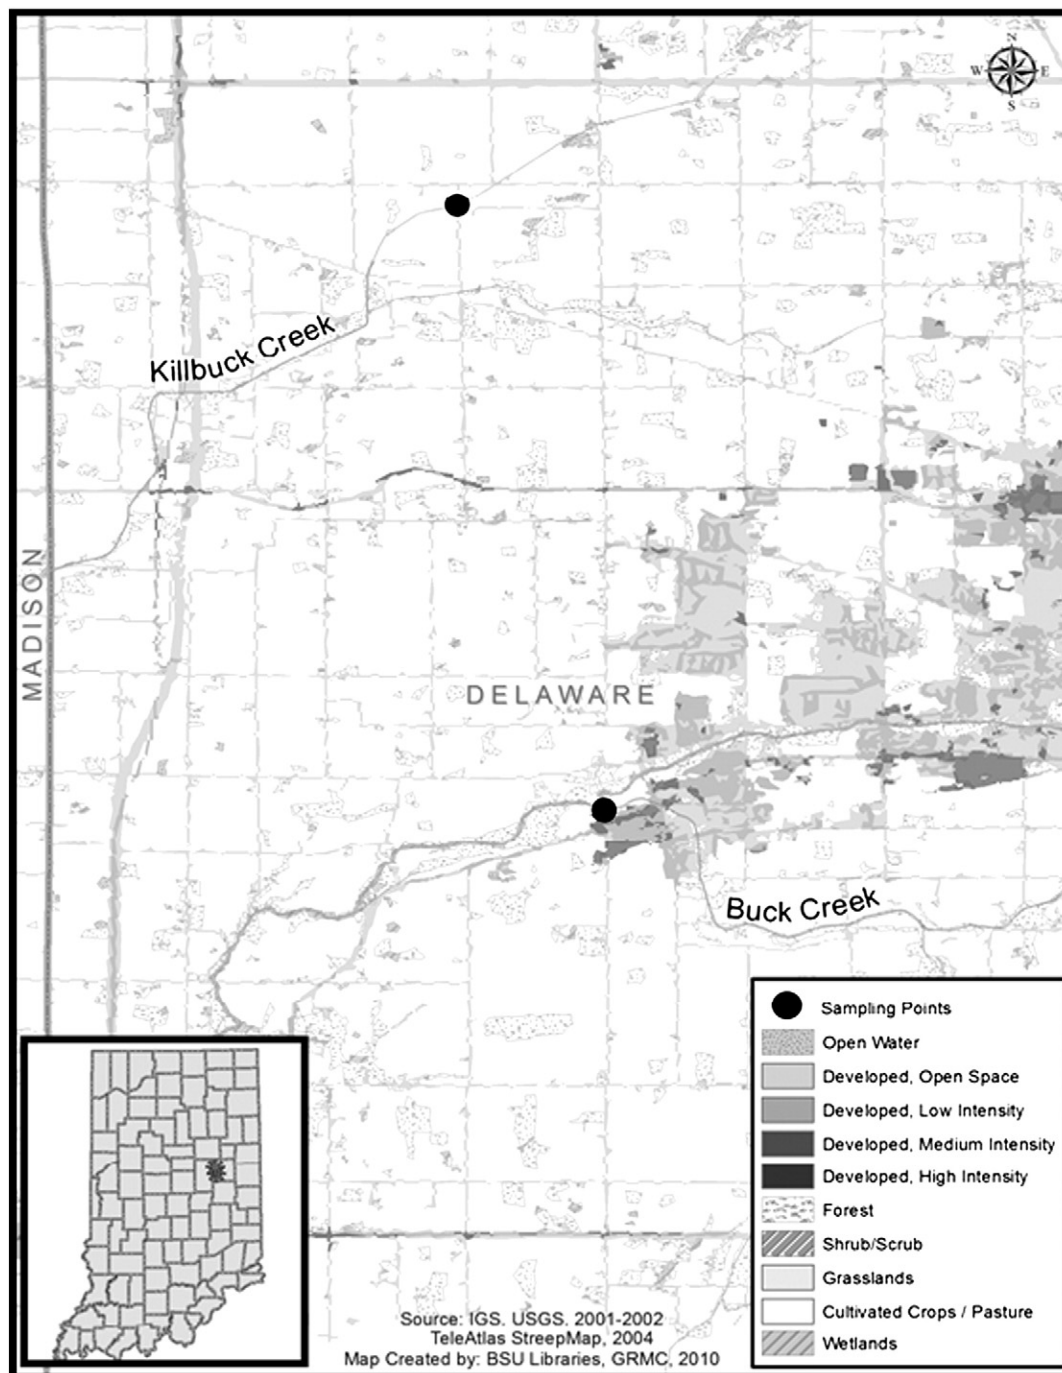 N
W E
S
Killbuck Creek
MADISON
DELAWARE
Buck Creek
Sampling Points
Open Water
Developed, Open Space
Developed, Low Intensity
Developed, Medium Intensity
Developed, High Intensity
Forest
Shrub/Scrub
Grasslands
Cultivated Crops / Pasture
Wetlands
Source: IGS. USGS. 2001-2002
TeleAtlas StreepMap, 2004
Map Created by: BSU Libraries, GRMC, 2010